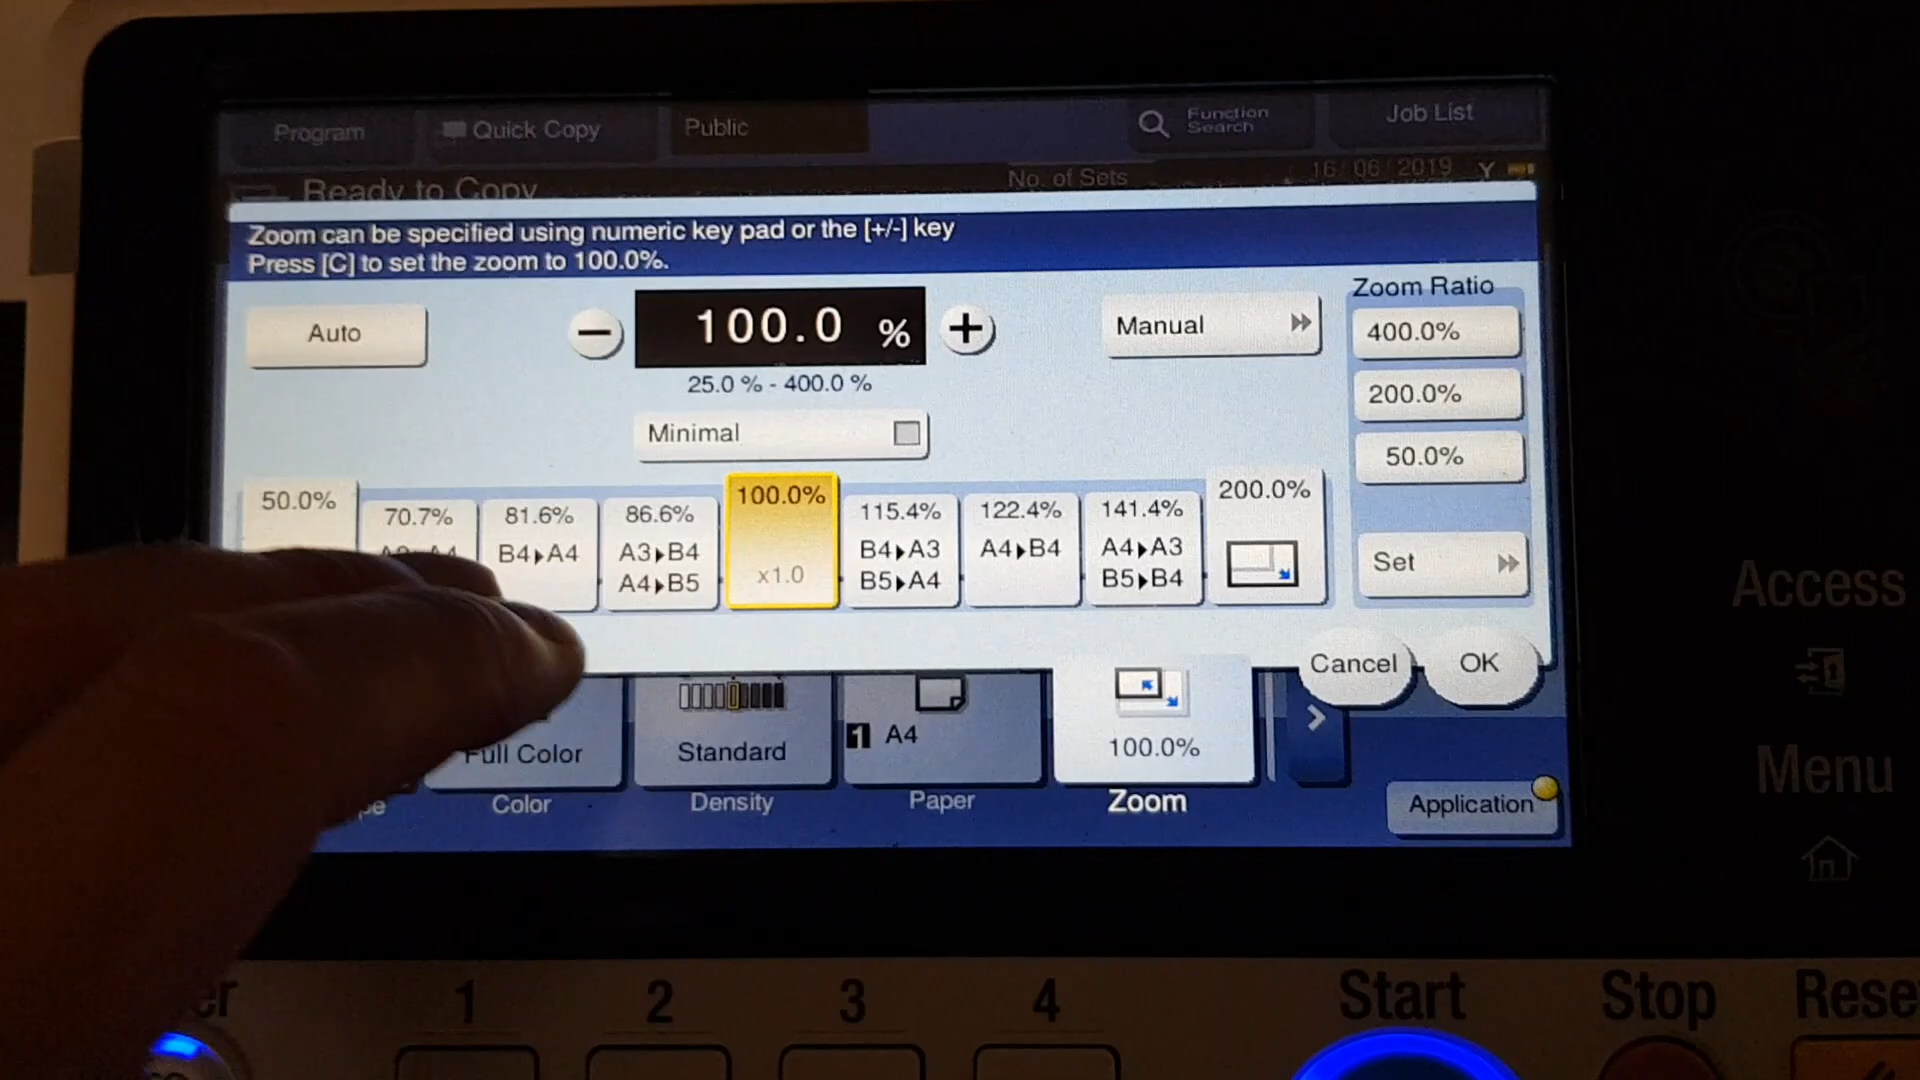 Program
Quick Copy
Public
Function
Search
Job List
Ready to Copy
No. of Sets
16/06/2019
Y
Zoom can be specified using numeric key pad or the [+/-] key
Press [C] to set the zoom to 100.0%.
Auto
−
100.0 %
+
Manual
Zoom Ratio
400.0%
25.0 % - 400.0 %
200.0%
Minimal
50.0%
50.0%
70.7%
81.6%
B4▶A4
86.6%
A3▶B4
A4▶B5
100.0%
x1.0
115.4%
B4▶A3
B5▶A4
122.4%
A4▶B4
141.4%
A4▶A3
B5▶B4
200.0%
Set
Cancel
OK
Full Color
Color
Standard
Density
1 A4
Paper
100.0%
Zoom
Application
Access
Menu
1
2
3
4
Start
Stop